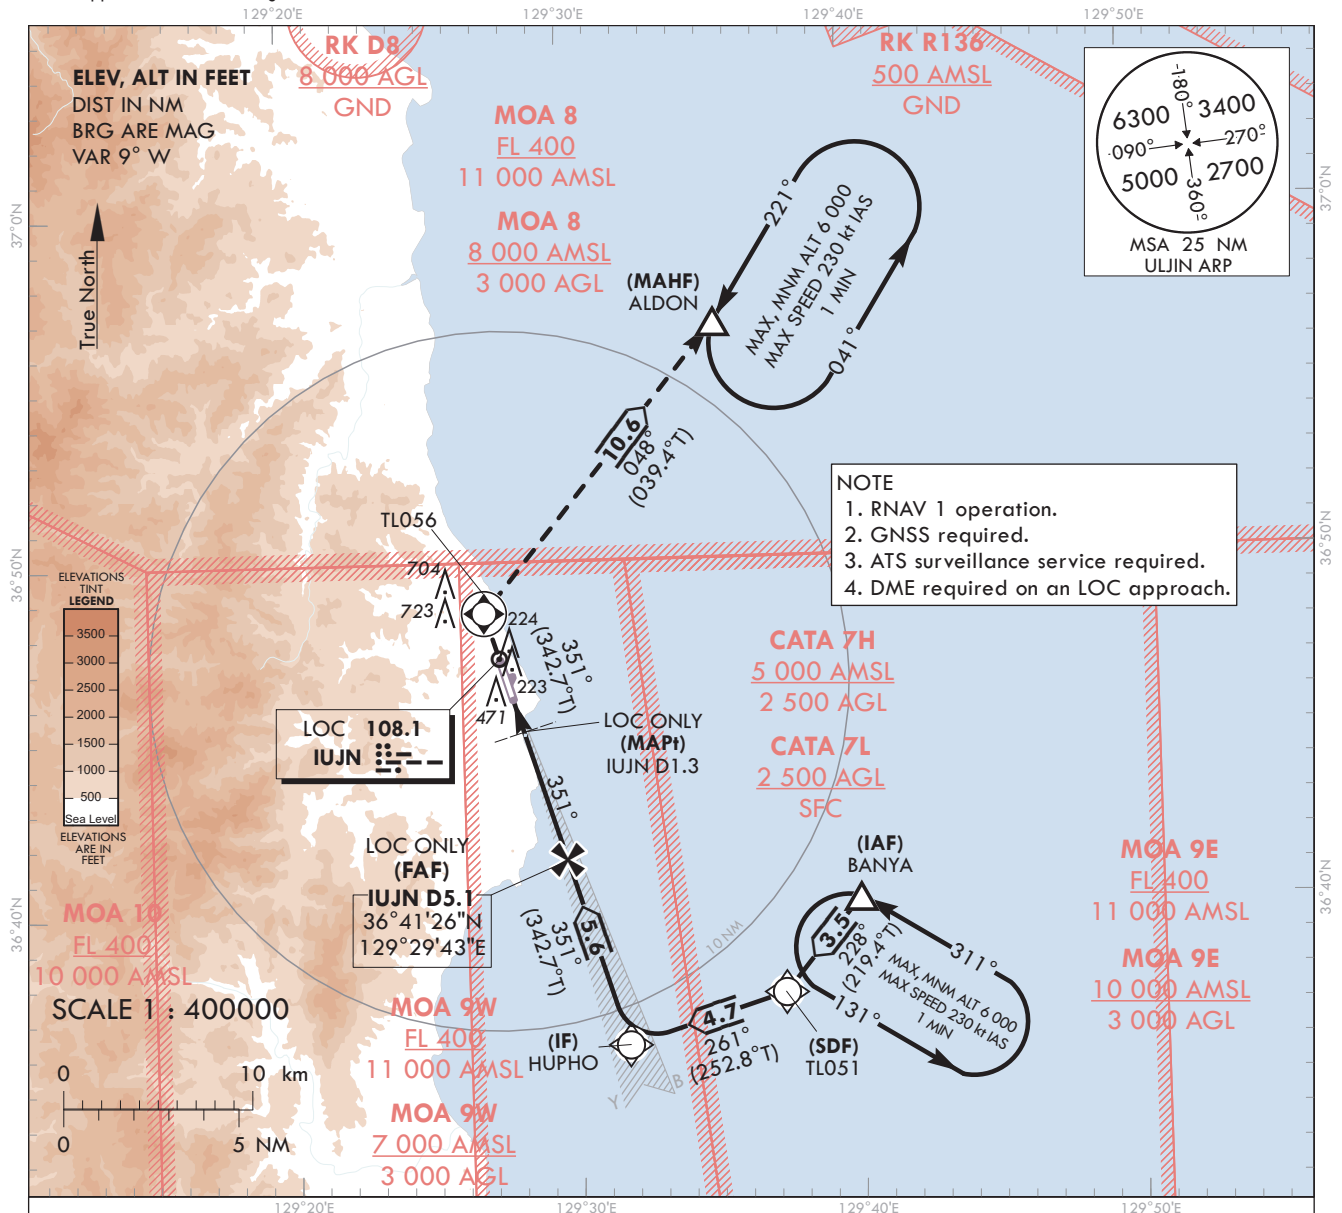 129°20'E
129°30'E
129°40'E
129°50'E
ELEV, ALT IN FEET
DIST IN NM
BRG ARE MAG
VAR 9° W
True North
RK D8
8 000 AGL
GND
RK R136
500 AMSL
GND
MOA 8
FL 400
11 000 AMSL
MOA 8
8 000 AMSL
3 000 AGL
-180°
6300
3400
-090°
270°
5000
2700
360°
MSA 25 NM
ULJIN ARP
37°0'N
37°0'N
221°
MAX, MNM ALT 6 000
MAX SPEED 230 kt IAS
1 MIN
041°
(MAHF)
ALDON
10.6
048°
(039.4°T)
NOTE
1. RNAV 1 operation.
2. GNSS required.
3. ATS surveillance service required.
4. DME required on an LOC approach.
36°50'N
36°50'N
TL056
704
723
224
223
471
351°
(342.7°T)
ELEVATIONS
TINT
LEGEND
3500
3000
2500
2000
1500
1000
500
Sea Level
ELEVATIONS
ARE IN
FEET
LOC 108.1
IUJN
LOC ONLY
(MAPt)
IUJN D1.3
CATA 7H
5 000 AMSL
2 500 AGL
CATA 7L
2 500 AGL
SFC
351°
LOC ONLY
(FAF)
IUJN D5.1
36°41'26"N
129°29'43"E
5.6
351°
(342.7°T)
10 NM
(IAF)
BANYA
3.5
228°
(219.4°T)
311°
MAX, MNM ALT 6 000
MAX SPEED 230 kt IAS
1 MIN
131°
MOA 9E
FL 400
11 000 AMSL
MOA 9E
10 000 AMSL
3 000 AGL
36°40'N
36°40'N
MOA 10
FL 400
10 000 AMSL
SCALE 1 : 400000
0 10 km
0 5 NM
MOA 9W
FL 400
11 000 AMSL
MOA 9W
7 000 AMSL
3 000 AGL
(IF)
HUPHO
4.7
261°
(252.8°T)
(SDF)
TL051
Y
B
129°20'E
129°30'E
129°40'E
129°50'E